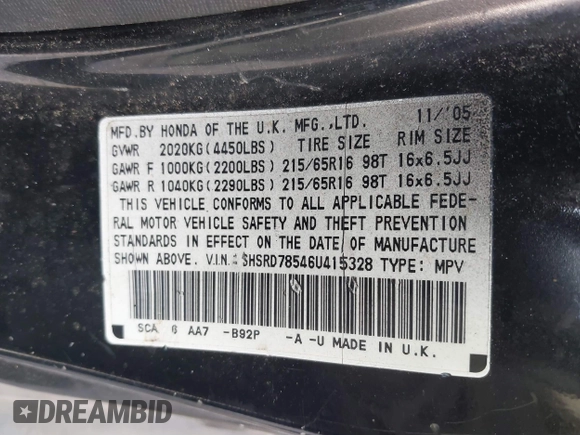 MFD.BY HONDA OF THE U.K. MFG.,LTD. 11/'05
GVWR 2020KG(4450LBS) TIRE SIZE RIM SIZE
GAWR F 1000KG(2200LBS) 215/65R16 98T 16x6.5JJ
GAWR R 1040KG(2290LBS) 215/65R16 98T 16x6.5JJ
THIS VEHICLE CONFORMS TO ALL APPLICABLE FEDE-
RAL MOTOR VEHICLE SAFETY AND THEFT PREVENTION
STANDARDS IN EFFECT ON THE DATE OF MANUFACTURE
SHOWN ABOVE. V.I.N.: SHSRD78546U415328 TYPE: MPV
SCA 6 AA7 -B92P -A -U MADE IN U.K.
DREAMBID